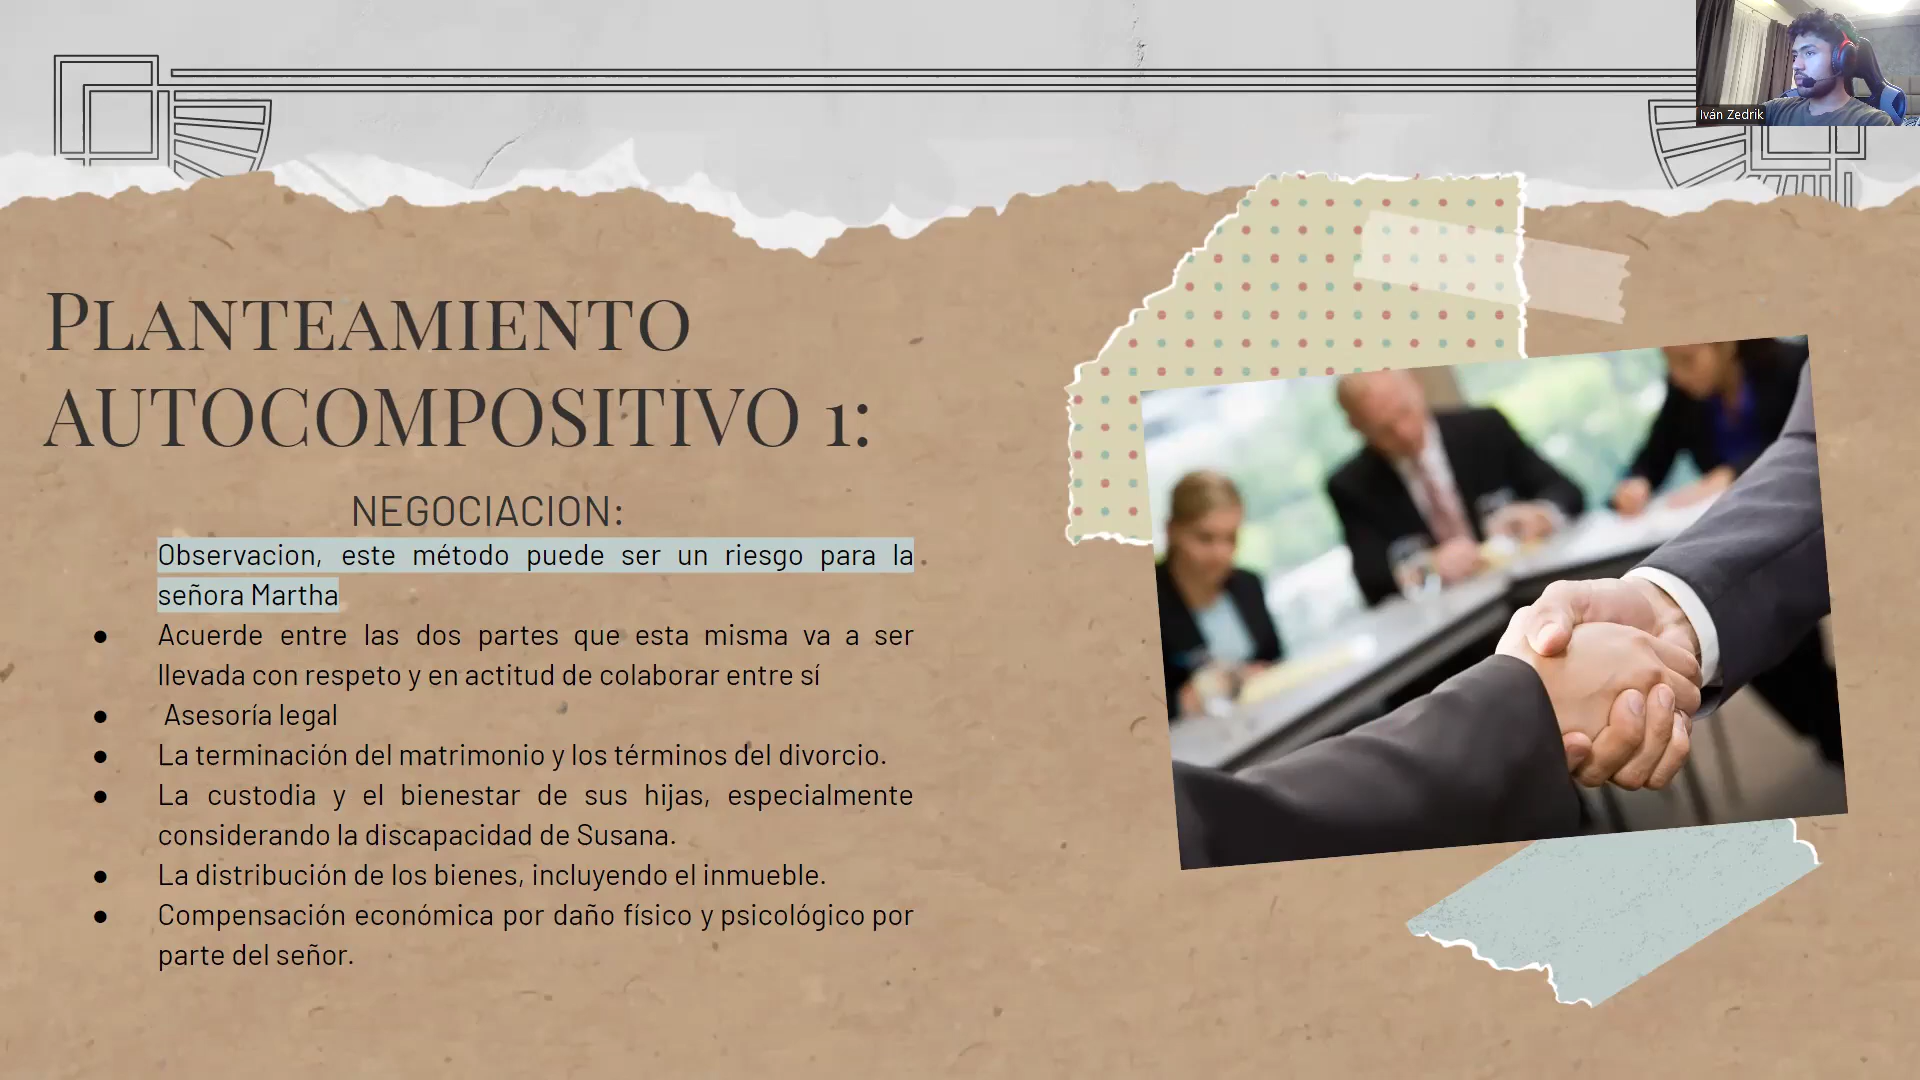 Iván Zedrik
PLANTEAMIENTO
AUTOCOMPOSITIVO 1:
NEGOCIACION:
Observacion, este método puede ser un riesgo para la
señora Martha
● Acuerde entre las dos partes que esta misma va a ser
llevada con respeto y en actitud de colaborar entre sí
● Asesoría legal
● La terminación del matrimonio y los términos del divorcio.
● La custodia y el bienestar de sus hijas, especialmente
considerando la discapacidad de Susana.
● La distribución de los bienes, incluyendo el inmueble.
● Compensación económica por daño físico y psicológico por
parte del señor.